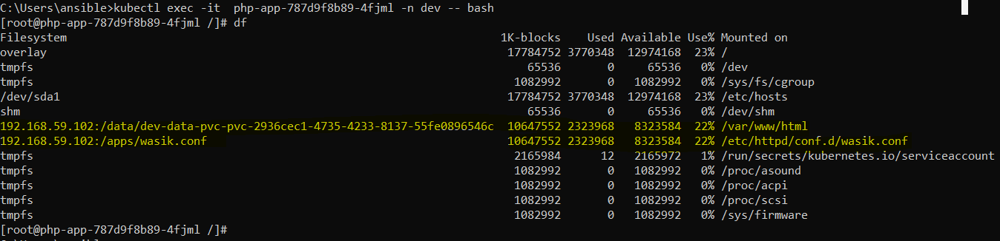 C:\Users\ansible>kubectl exec -it  php-app-787d9f8b89-4fjml -n dev -- bash
[root@php-app-787d9f8b89-4fjml /]# df
Filesystem 1K-blocks Used Available Use% Mounted on
overlay 17784752 3770348 12974168 23% /
tmpfs 65536 0 65536 0% /dev
tmpfs 1082992 0 1082992 0% /sys/fs/cgroup
/dev/sda1 17784752 3770348 12974168 23% /etc/hosts
shm 65536 0 65536 0% /dev/shm
192.168.59.102:/data/dev-data-pvc-pvc-2936cec1-4735-4233-8137-55fe0896546c 10647552 2323968 8323584 22% /var/www/html
192.168.59.102:/apps/wasik.conf 10647552 2323968 8323584 22% /etc/httpd/conf.d/wasik.conf
tmpfs 2165984 12 2165972 1% /run/secrets/kubernetes.io/serviceaccount
tmpfs 1082992 0 1082992 0% /proc/asound
tmpfs 1082992 0 1082992 0% /proc/acpi
tmpfs 1082992 0 1082992 0% /proc/scsi
tmpfs 1082992 0 1082992 0% /sys/firmware
[root@php-app-787d9f8b89-4fjml /]#